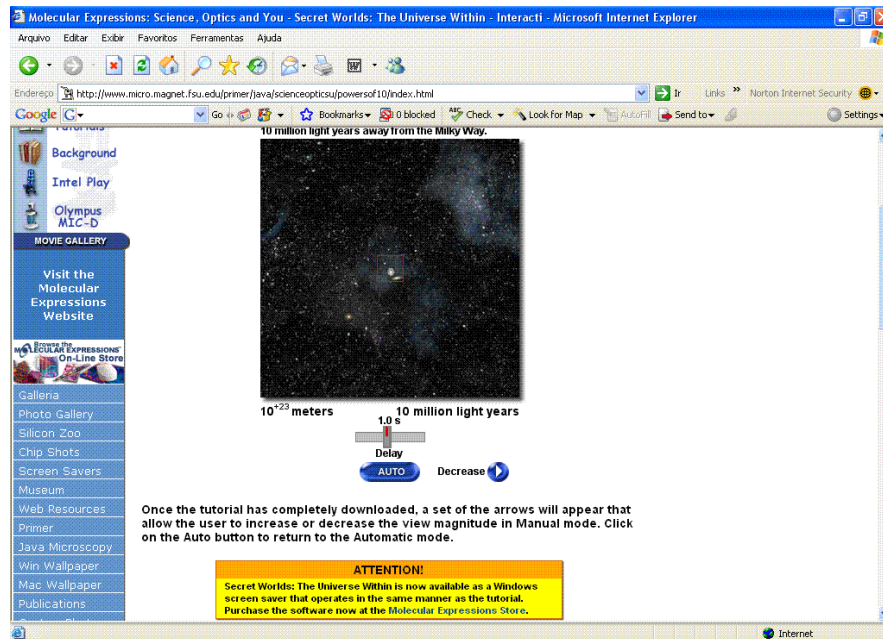 Molecular Expressions: Science, Optics and You - Secret Worlds: The Universe Within - Interacti - Microsoft Internet Explorer
Arquivo Editar Exibir Favoritos Ferramentas Ajuda
Endereço http://www.micro.magnet.fsu.edu/primer/java/scienceopticsu/powersof10/index.html Ir Links » Norton Internet Security
Google G Go Bookmarks 0 blocked ABC Check Look for Map AutoFill Send to Settings
Tutorials
Background
Intel Play
Olympus
MIC-D
MOVIE GALLERY
Visit the
Molecular
Expressions
Website
Browse the
MOLECULAR EXPRESSIONS
On-Line Store
Galleria
Photo Gallery
Silicon Zoo
Chip Shots
Screen Savers
Museum
Web Resources
Primer
Java Microscopy
Win Wallpaper
Mac Wallpaper
Publications
10 million light years away from the Milky Way.
10+23 meters 10 million light years
1.0 s
Delay
AUTO Decrease
Once the tutorial has completely downloaded, a set of the arrows will appear that
allow the user to increase or decrease the view magnitude in Manual mode. Click
on the Auto button to return to the Automatic mode.
ATTENTION!
Secret Worlds: The Universe Within is now available as a Windows
screen saver that operates in the same manner as the tutorial.
Purchase the software now at the Molecular Expressions Store.
Internet